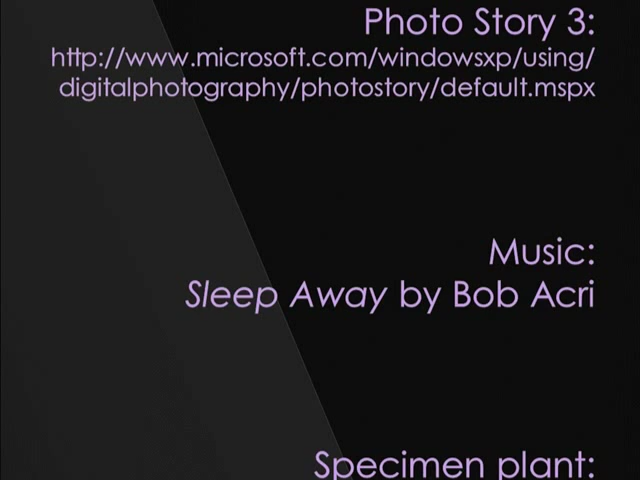 Photo Story 3:
http://www.microsoft.com/windowsxp/using/
digitalphotography/photostory/default.mspx
Music:
Sleep Away by Bob Acri
Specimen plant: